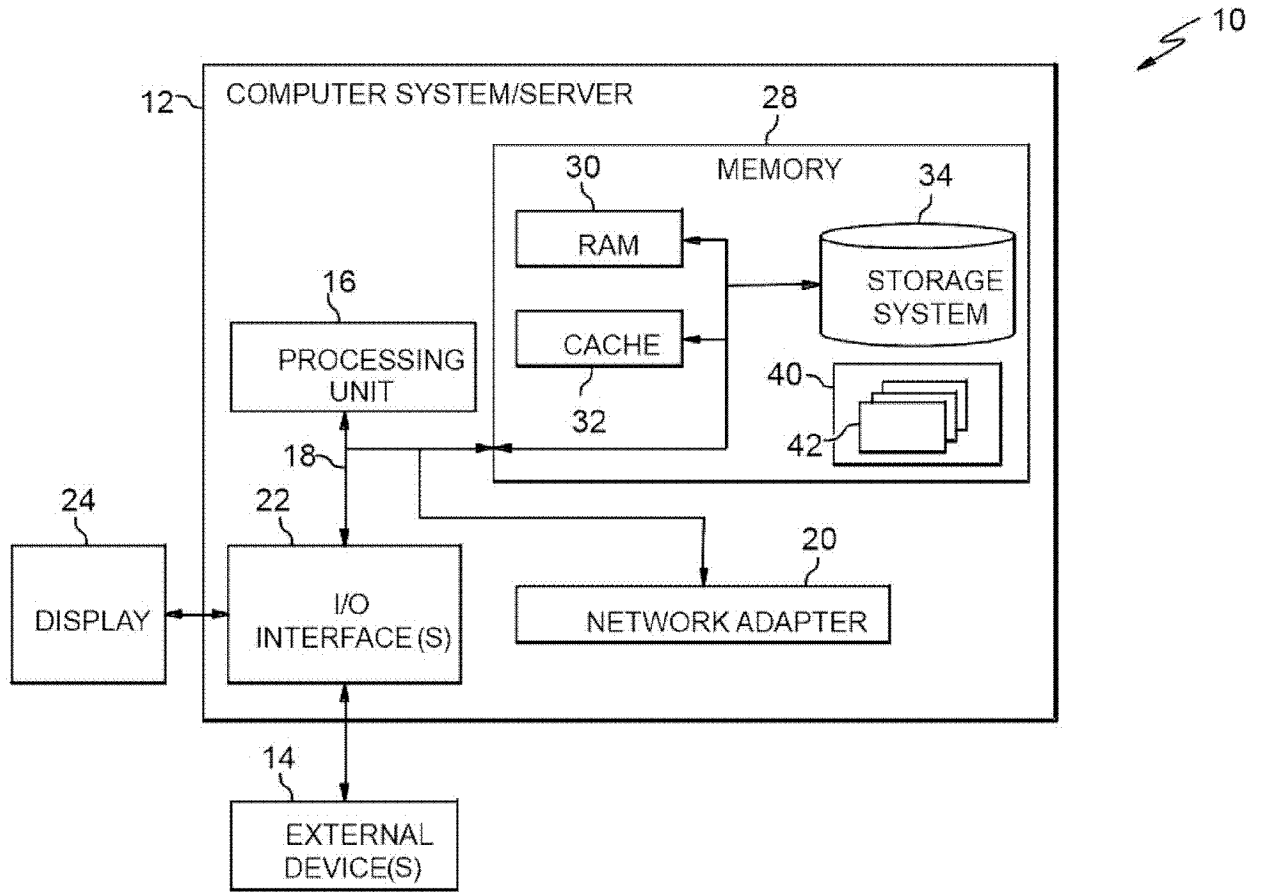 10
12
COMPUTER SYSTEM/SERVER
28
MEMORY
30
RAM
34
STORAGE
SYSTEM
16
PROCESSING
UNIT
CACHE
32
40
42
18
24
DISPLAY
22
I/O
INTERFACE(S)
20
NETWORK ADAPTER
14
EXTERNAL
DEVICE(S)